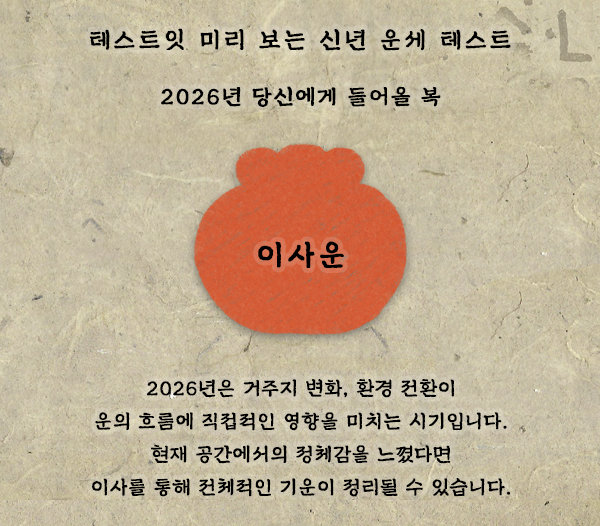 테스트잇 미리 보는 신년 운세 테스트
2026년 당신에게 들어올 복
이사운
2026년은 거주지 변화, 환경 전환이
운의 흐름에 직접적인 영향을 미치는 시기입니다.
현재 공간에서의 정체감을 느꼈다면
이사를 통해 전체적인 기운이 정리될 수 있습니다.